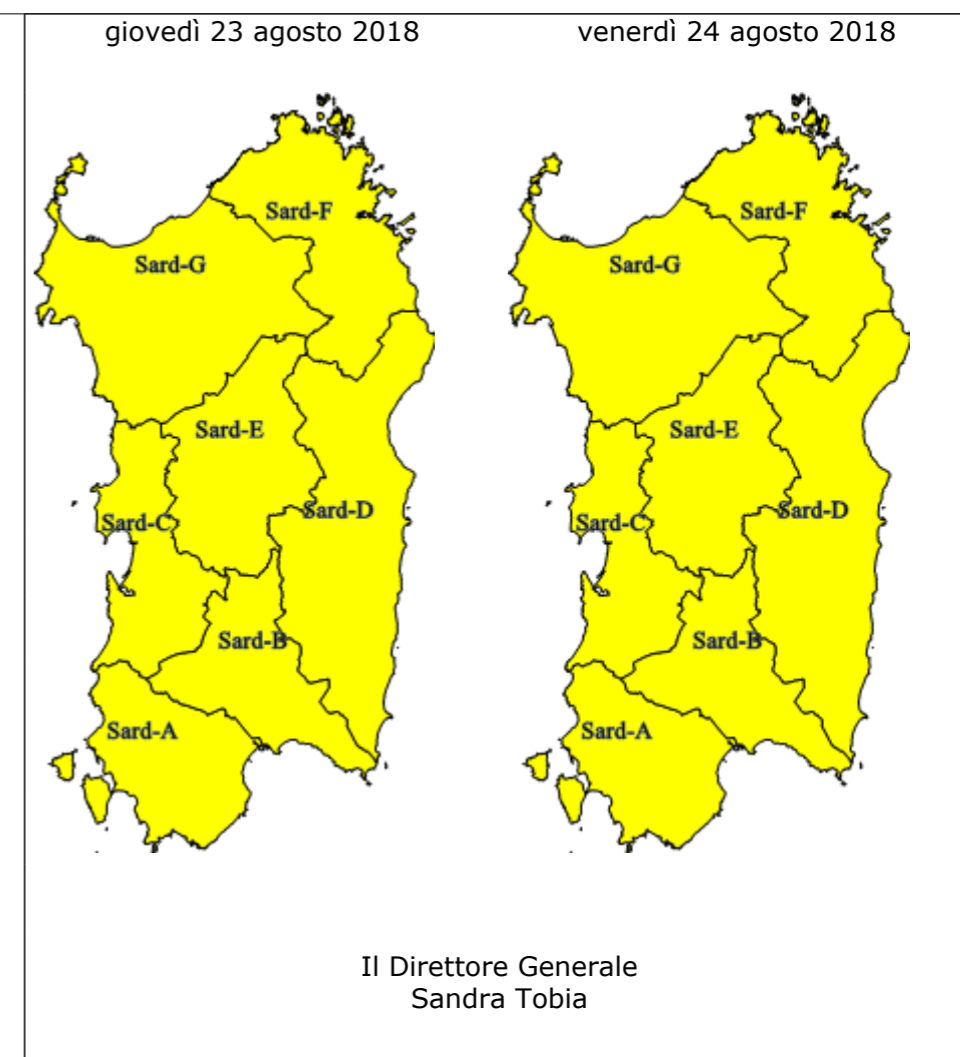 giovedì 23 agosto 2018
venerdì 24 agosto 2018
Sard-F
Sard-G
Sard-E
Sard-D
Sard-C
Sard-B
Sard-A
Sard-F
Sard-G
Sard-E
Sard-D
Sard-C
Sard-B
Sard-A
Il Direttore Generale
Sandra Tobia